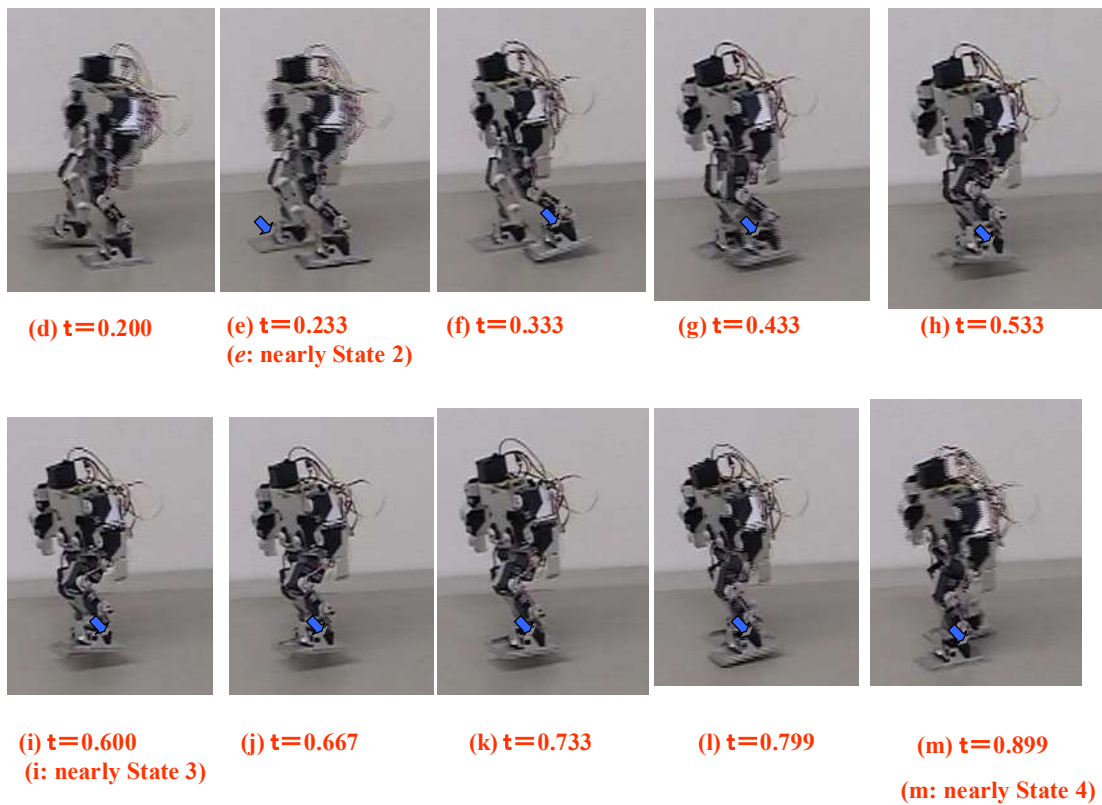 (d) t＝0.200
(e) t＝0.233
(e: nearly State 2)
(f) t＝0.333
(g) t＝0.433
(h) t＝0.533
(i) t＝0.600
(i: nearly State 3)
(j) t＝0.667
(k) t＝0.733
(l) t＝0.799
(m) t＝0.899
(m: nearly State 4)